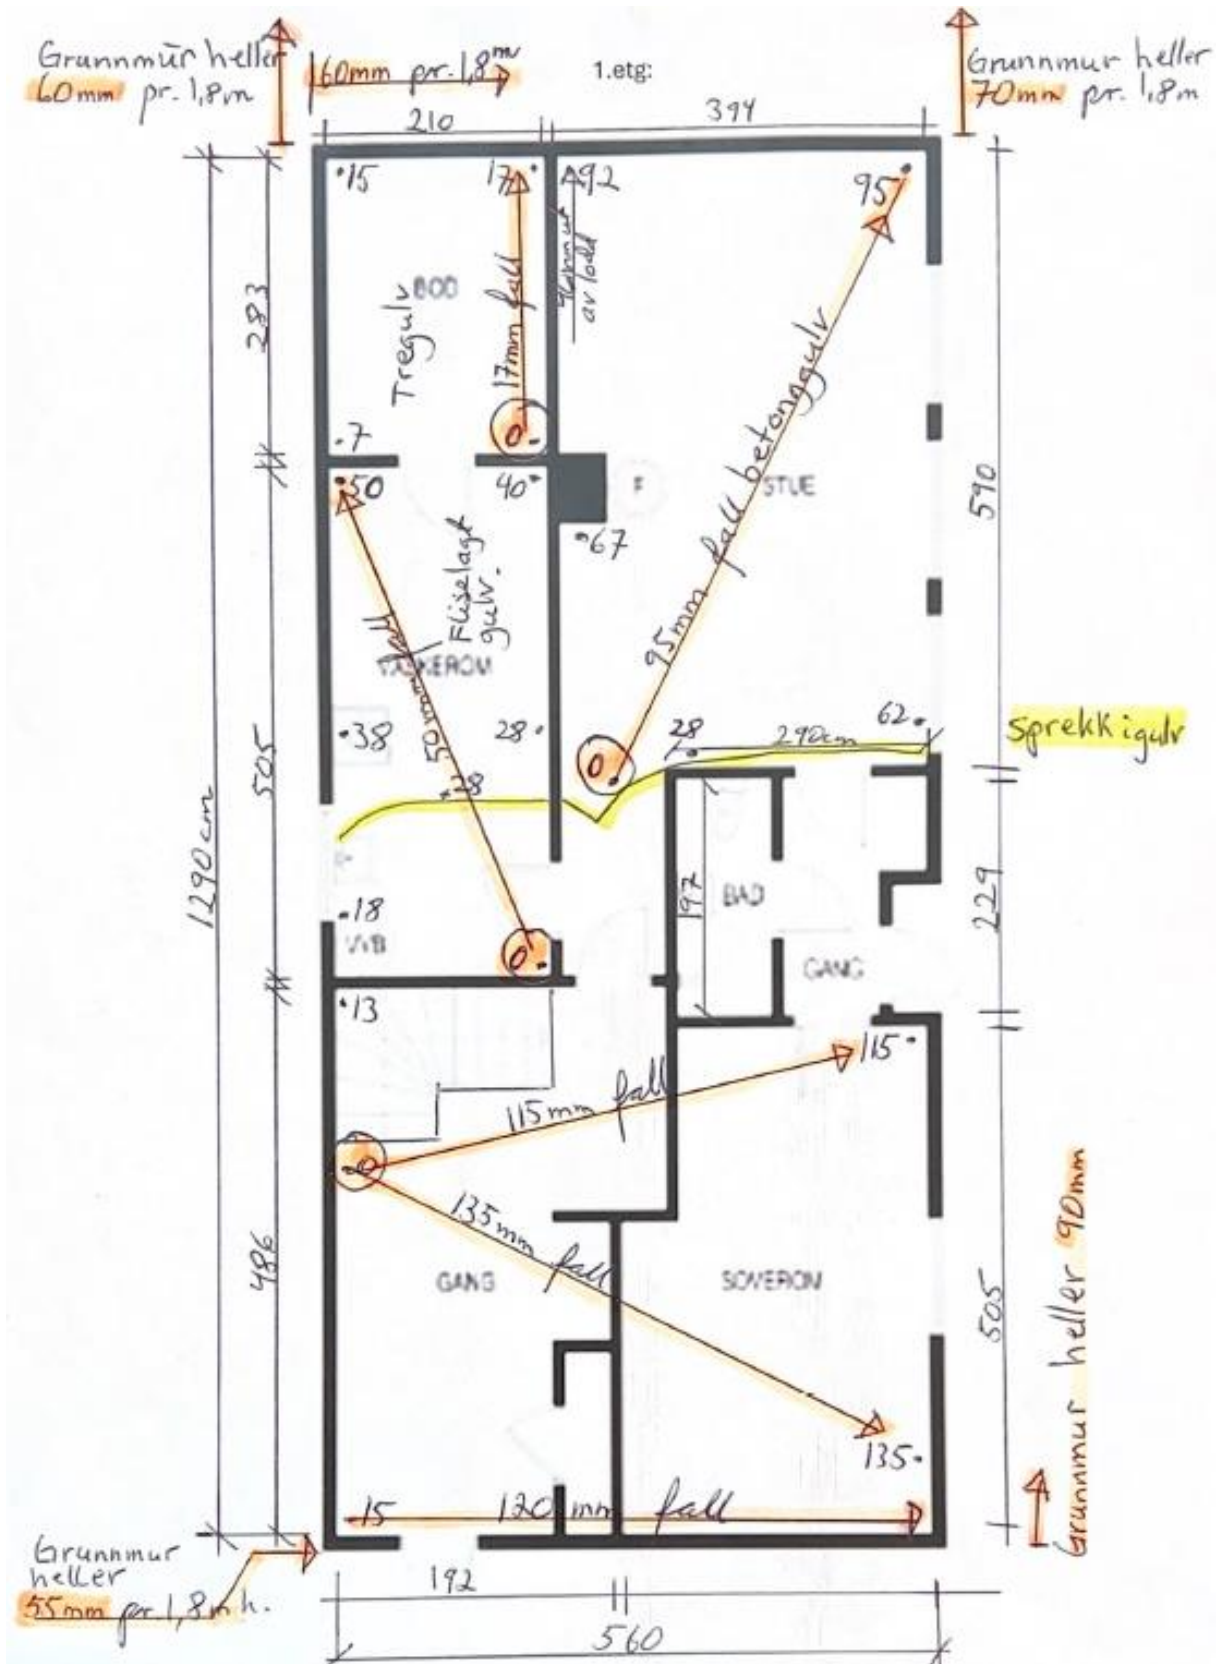 Grunnmur heller
60mm pr. 1,8m
60mm pr. 1,8m
1.etg:
Grunnmur heller
70mm pr. 1,8m
210
394
15
17
92
95
BOD
Tregulv
17mm fall
av lodd
283
7
0
50
40
F
STUE
67
95mm fall betonggulv
590
Fliselagt
gulv.
VASKEROM
50mm fall
38
28
28
0
28
290cm
62
Sprekk i gulv
505
1290cm
18
VVB
0
197
BAD
GANG
229
13
115mm fall
115
0
135mm fall
GANG
SOVEROM
486
505
Grunnmur heller 90mm
135
15
120mm fall
Grunnmur
heller
55mm pr. 1,8m h.
192
560